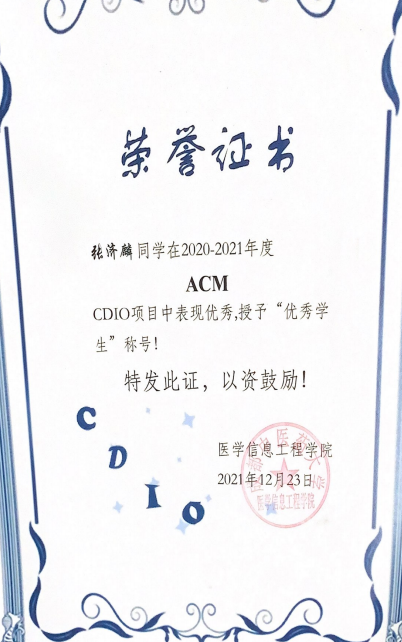 荣誉证书
张济麟同学在2020-2021年度
ACM
CDIO项目中表现优秀,授予“优秀学
生”称号!
特发此证，以资鼓励!
CDIO
医学信息工程学院
2021年12月23日
医学信息工程学院